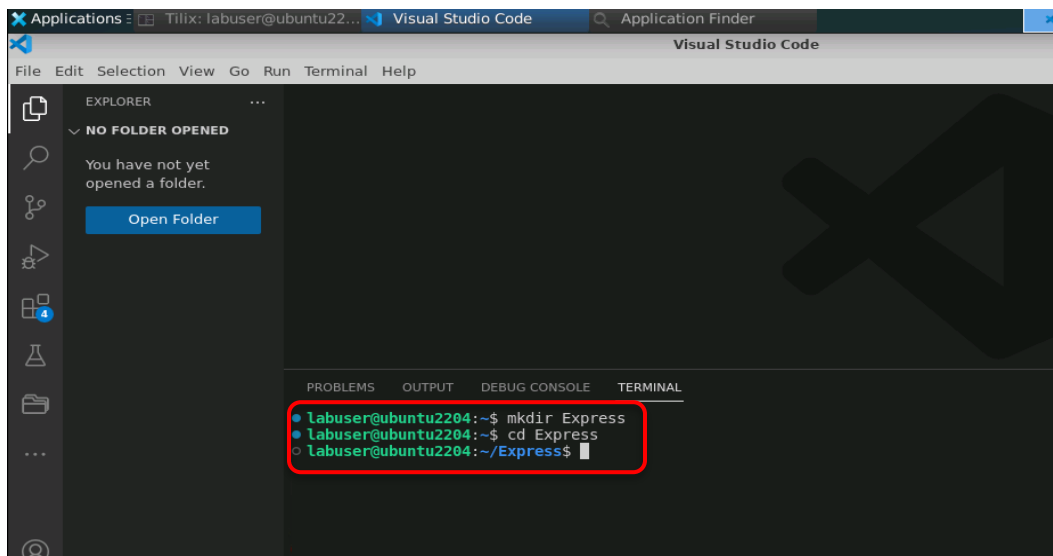 Applications
Tilix: labuser@ubuntu22...
Visual Studio Code
Application Finder
Visual Studio Code
File Edit Selection View Go Run Terminal Help
EXPLORER ...
NO FOLDER OPENED
You have not yet
opened a folder.
Open Folder
4
PROBLEMS OUTPUT DEBUG CONSOLE TERMINAL
labuser@ubuntu2204:~$ mkdir Express
labuser@ubuntu2204:~$ cd Express
labuser@ubuntu2204:~/Express$